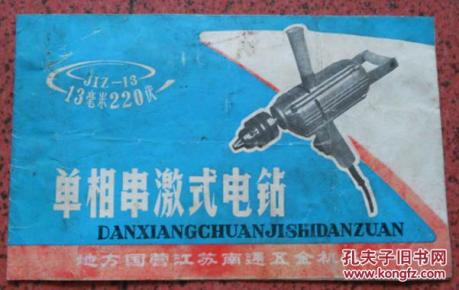 J1Z-13
13毫米220伏
单相串激式电钻
DANXIANGCHUANJISHIDANZUAN
地方国营江苏南通五金机
孔夫子旧书网
www.kongfz.com